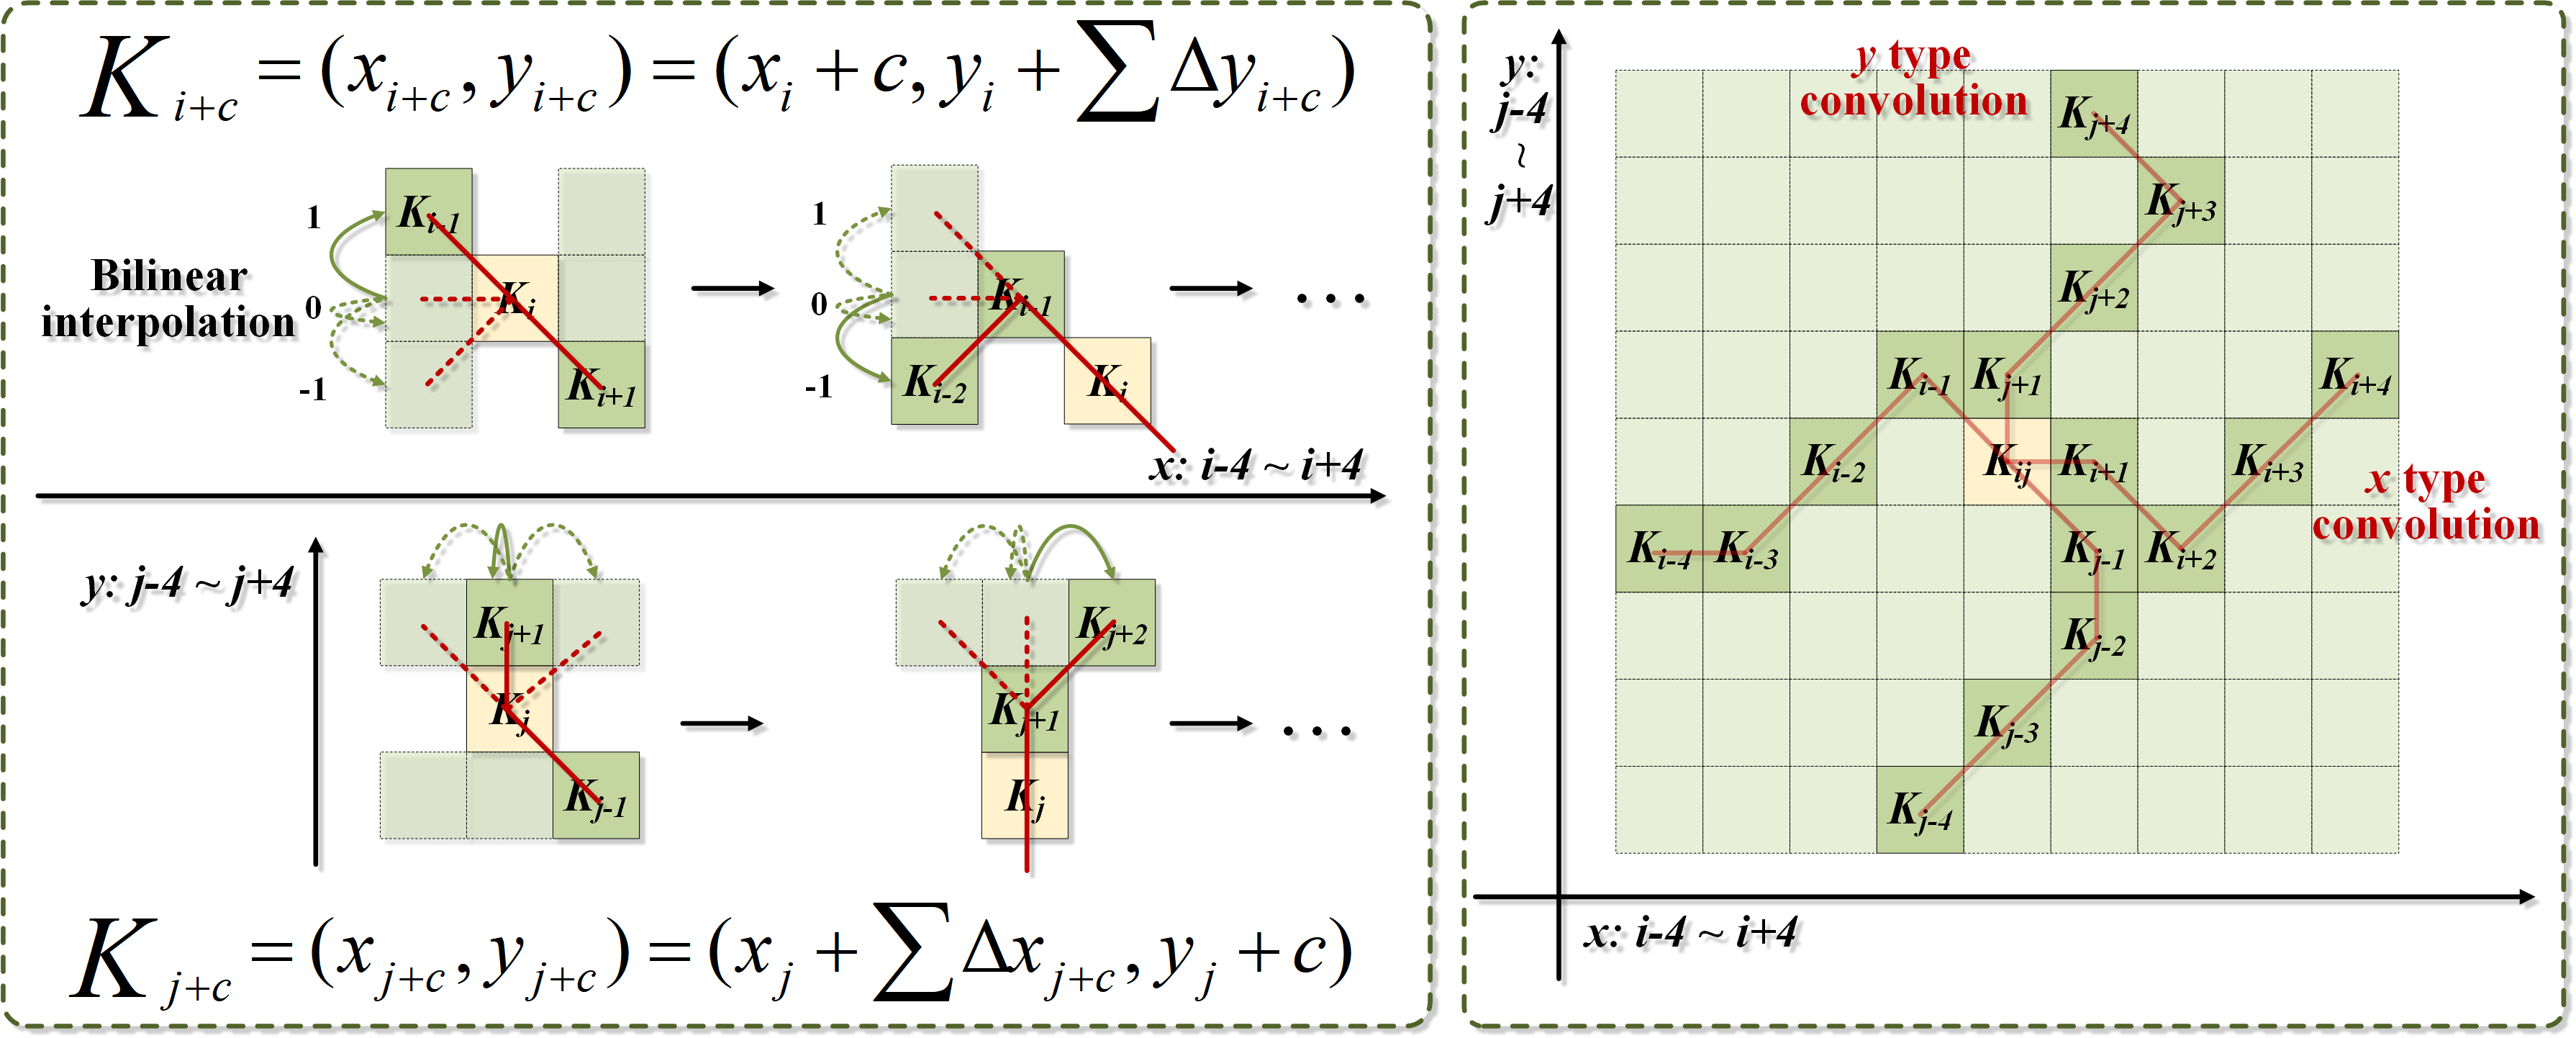 K_{i+c} = (x_{i+c}, y_{i+c}) = (x_i + c, y_i + ∑Δy_{i+c})
K_{i-1}
1
Bilinear
interpolation
0
K_i
-1
K_{i+1}
1
0
K_{i-1}
. . .
-1
K_{i-2}
K_i
x: i-4 ~ i+4
y: j-4 ~ j+4
K_{j+1}
K_j
K_{j-1}
K_{j+2}
K_{j+1}
K_j
. . .
K_{j+c} = (x_{j+c}, y_{j+c}) = (x_j + ∑Δx_{j+c}, y_j + c)
y:
j-4
~
j+4
y type
convolution
K_{j+4}
K_{j+3}
K_{j+2}
K_{i-1} K_{j+1} K_{i+4}
K_{i-2} K_{ij} K_{i+1} K_{i+3}
x type
convolution
K_{i-4} K_{i-3} K_{j-1} K_{i+2}
K_{j-2}
K_{j-3}
K_{j-4}
x: i-4 ~ i+4